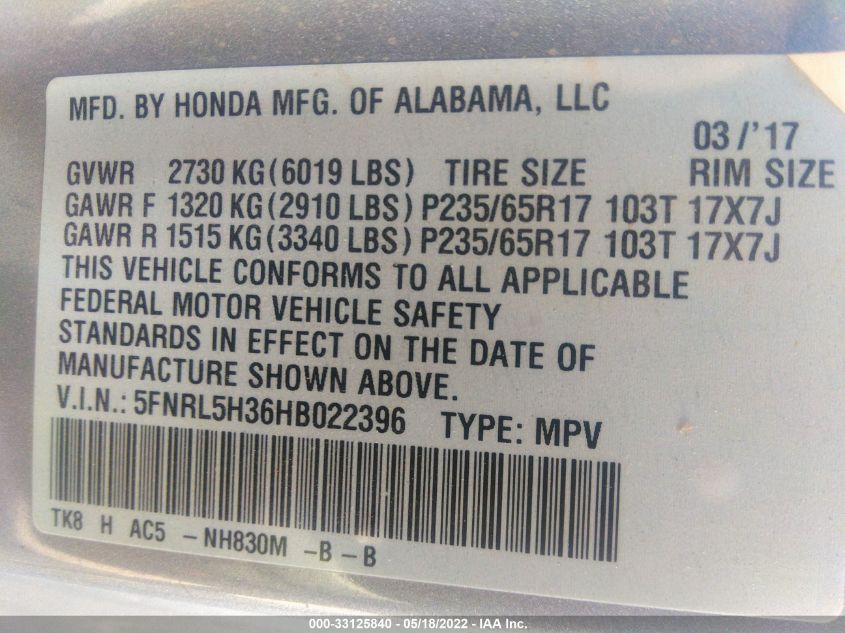 MFD. BY HONDA MFG. OF ALABAMA, LLC
03/'17
GVWR 2730 KG(6019 LBS) TIRE SIZE RIM SIZE
GAWR F 1320 KG(2910 LBS) P235/65R17 103T 17X7J
GAWR R 1515 KG(3340 LBS) P235/65R17 103T 17X7J
THIS VEHICLE CONFORMS TO ALL APPLICABLE
FEDERAL MOTOR VEHICLE SAFETY
STANDARDS IN EFFECT ON THE DATE OF
MANUFACTURE SHOWN ABOVE.
V.I.N.: 5FNRL5H36HB022396 TYPE: MPV
TK8 H AC5 -NH830M -B-B
000-33125840 - 05/18/2022 - IAA Inc.